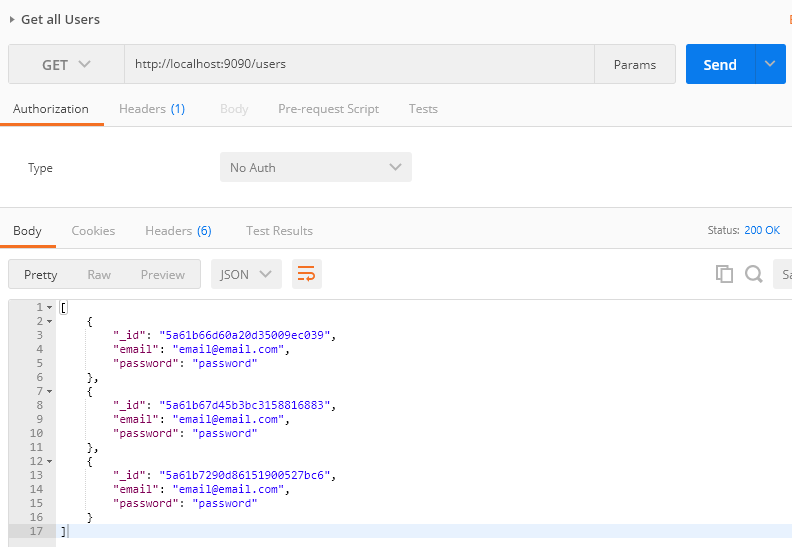 Get all Users
GET http://localhost:9090/users Params Send
Authorization Headers (1) Body Pre-request Script Tests
Type No Auth
Body Cookies Headers (6) Test Results Status: 200 OK
Pretty Raw Preview JSON
1 [
2 {
3 "_id": "5a61b66d60a20d35009ec039",
4 "email": "email@email.com",
5 "password": "password"
6 },
7 {
8 "_id": "5a61b67d45b3bc3158816883",
9 "email": "email@email.com",
10 "password": "password"
11 },
12 {
13 "_id": "5a61b7290d86151900527bc6",
14 "email": "email@email.com",
15 "password": "password"
16 }
17 ]